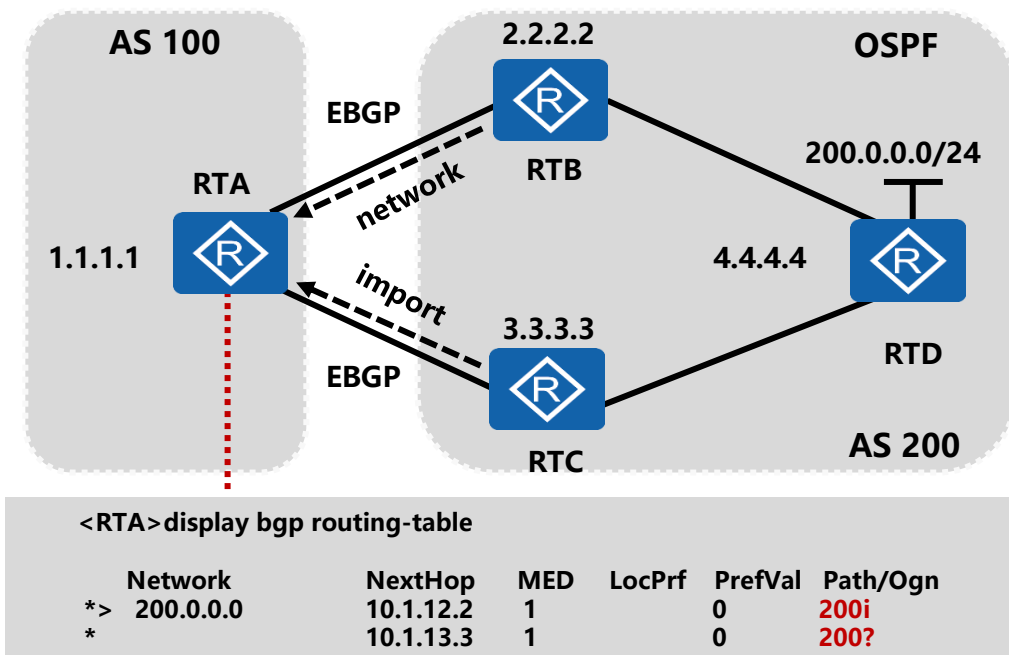 AS 100
2.2.2.2
OSPF
EBGP
R
RTB
200.0.0.0/24
RTA
network
1.1.1.1
R
import
4.4.4.4
R
3.3.3.3
EBGP
R
RTD
RTC
AS 200
<RTA>display bgp routing-table
Network NextHop MED LocPrf PrefVal Path/Ogn
*> 200.0.0.0 10.1.12.2 1 0 200i
* 10.1.13.3 1 0 200?